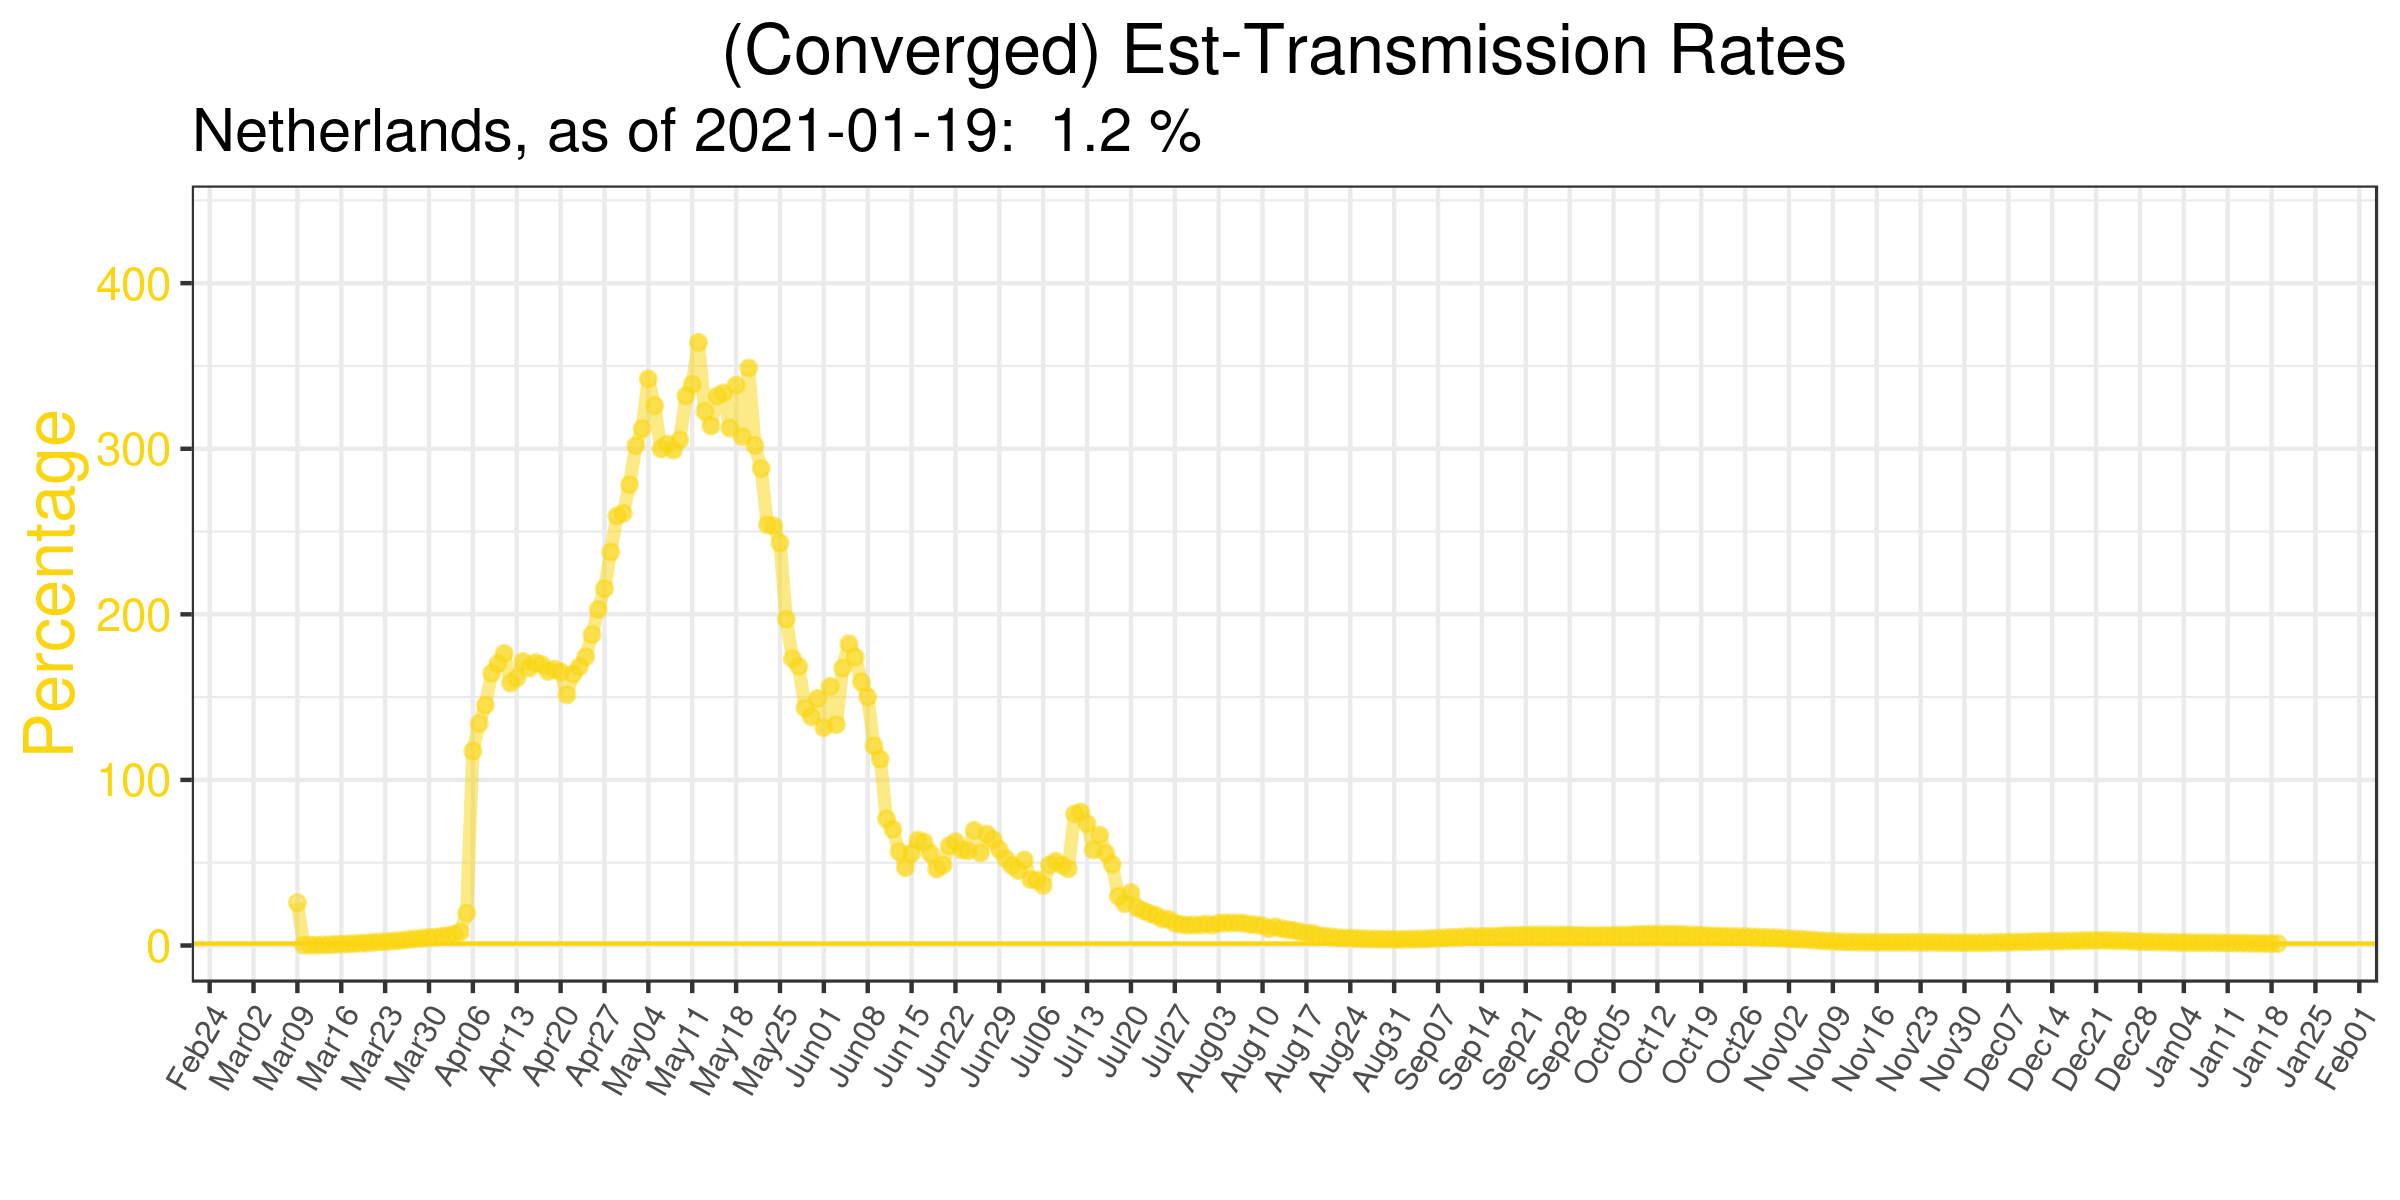 (Converged) Est-Transmission Rates
Netherlands, as of 2021-01-19:  1.2 %
Percentage
400
300
200
100
0
Feb24
Mar02
Mar09
Mar16
Mar23
Mar30
Apr06
Apr13
Apr20
Apr27
May04
May11
May18
May25
Jun01
Jun08
Jun15
Jun22
Jun29
Jul06
Jul13
Jul20
Jul27
Aug03
Aug10
Aug17
Aug24
Aug31
Sep07
Sep14
Sep21
Sep28
Oct05
Oct12
Oct19
Oct26
Nov02
Nov09
Nov16
Nov23
Nov30
Dec07
Dec14
Dec21
Dec28
Jan04
Jan11
Jan18
Jan25
Feb01